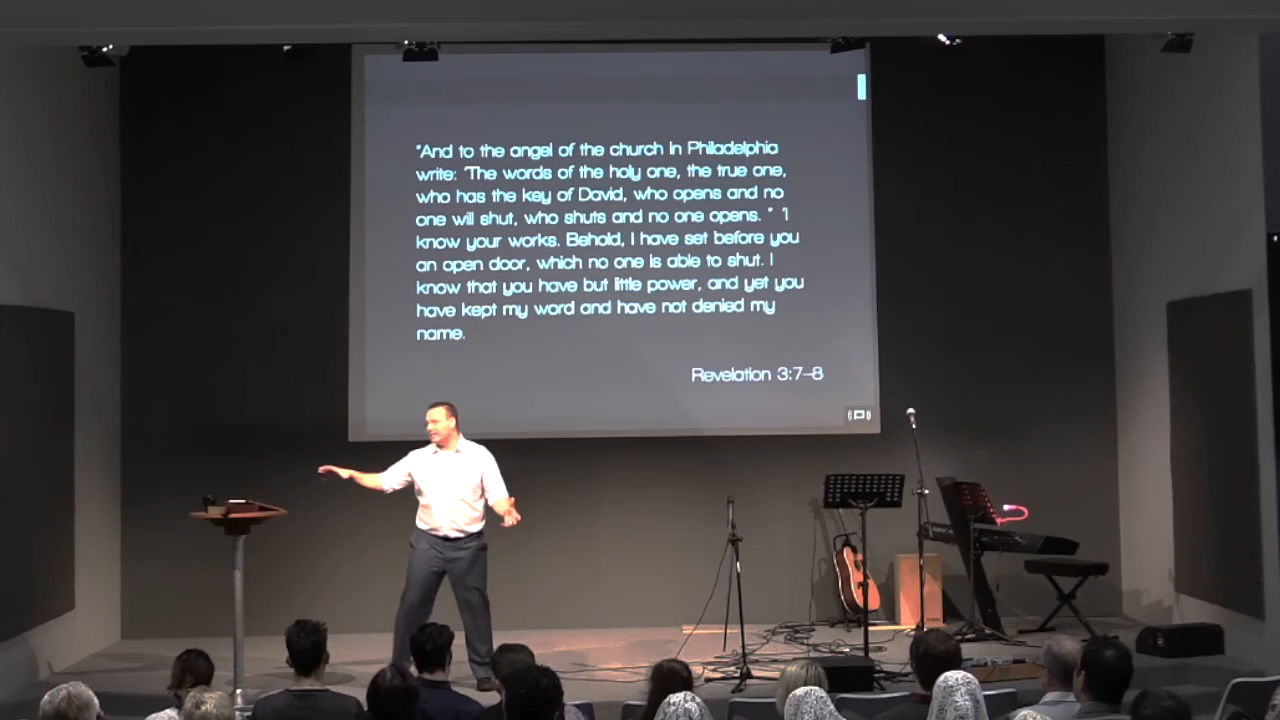 “And to the angel of the church in Philadelphia
write: ‘The words of the holy one, the true one,
who has the key of David, who opens and no
one will shut, who shuts and no one opens. ” ‘I
know your works. Behold, I have set before you
an open door, which no one is able to shut. I
know that you have but little power, and yet you
have kept my word and have not denied my
name.
Revelation 3:7–8